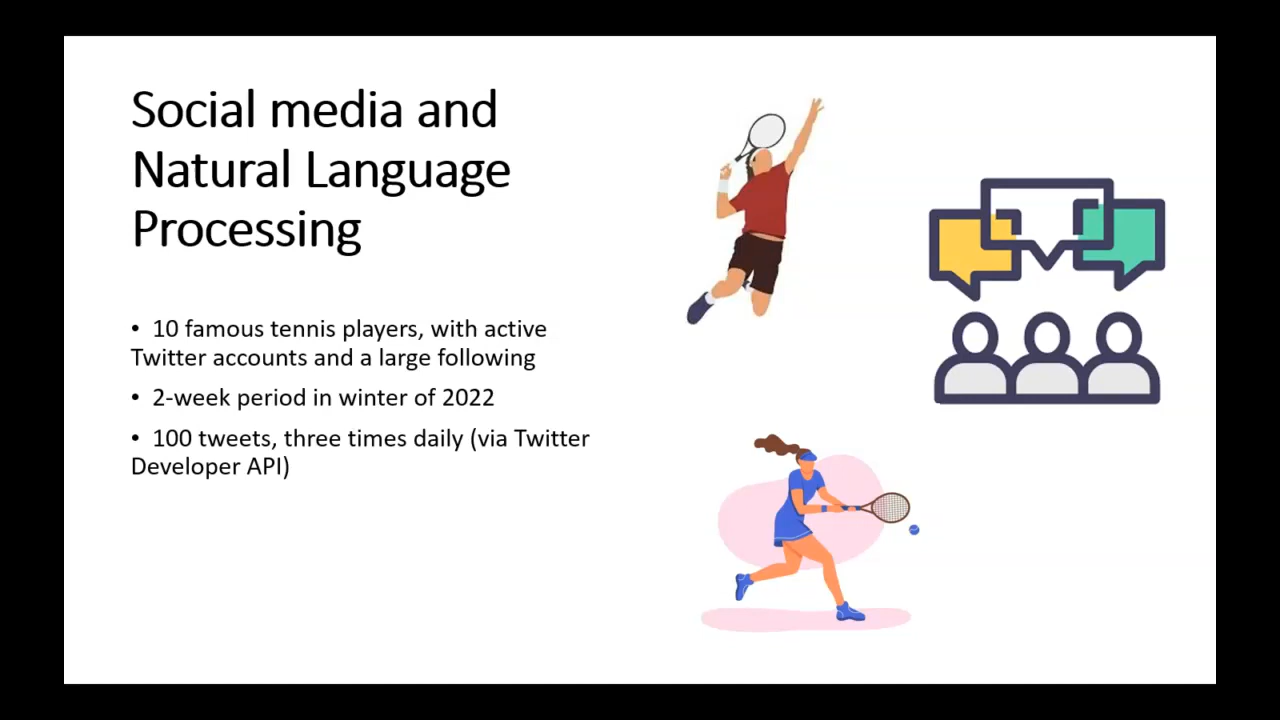 Social media and
Natural Language
Processing
• 10 famous tennis players, with active
Twitter accounts and a large following
• 2-week period in winter of 2022
• 100 tweets, three times daily (via Twitter
Developer API)